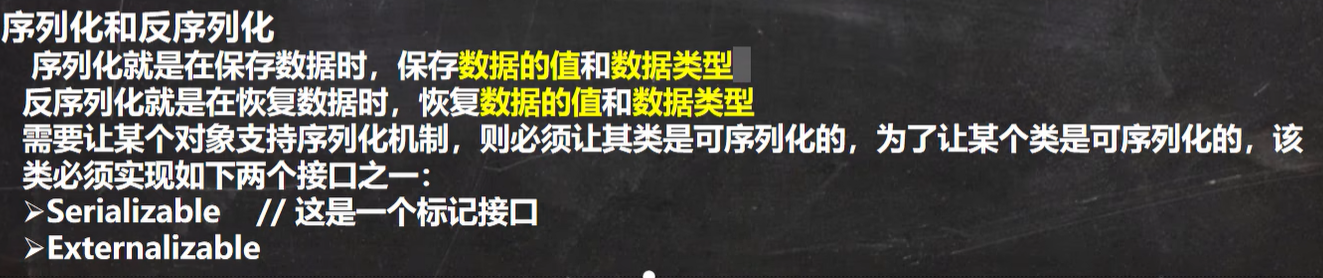 序列化和反序列化
序列化就是在保存数据时，保存数据的值和数据类型
反序列化就是在恢复数据时，恢复数据的值和数据类型
需要让某个对象支持序列化机制，则必须让其类是可序列化的，为了让某个类是可序列化的，该
类必须实现如下两个接口之一：
➢Serializable // 这是一个标记接口
➢Externalizable